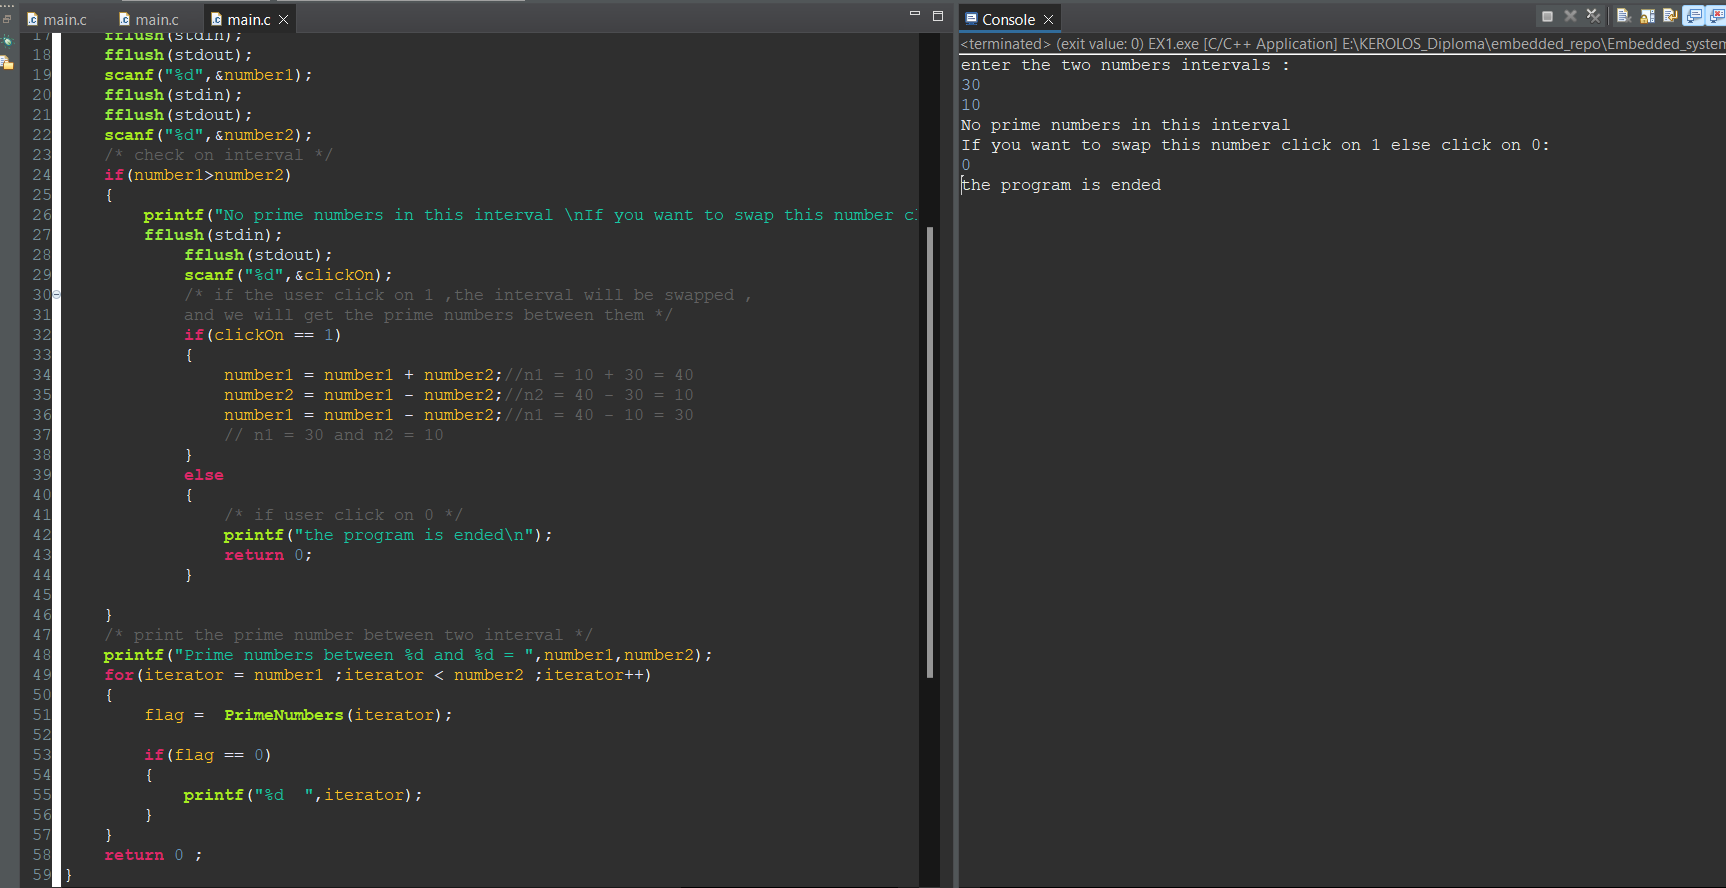 main.c
main.c
main.c
17 fflush(stdin);
18 fflush(stdout);
19 scanf("%d",&number1);
20 fflush(stdin);
21 fflush(stdout);
22 scanf("%d",&number2);
23 /* check on interval */
24 if(number1>number2)
25 {
26 printf("No prime numbers in this interval \nIf you want to swap this number cl
27 fflush(stdin);
28 fflush(stdout);
29 scanf("%d",&clickOn);
30 /* if the user click on 1 ,the interval will be swapped ,
31 and we will get the prime numbers between them */
32 if(clickOn == 1)
33 {
34 number1 = number1 + number2;//n1 = 10 + 30 = 40
35 number2 = number1 - number2;//n2 = 40 - 30 = 10
36 number1 = number1 - number2;//n1 = 40 - 10 = 30
37 // n1 = 30 and n2 = 10
38 }
39 else
40 {
41 /* if user click on 0 */
42 printf("the program is ended\n");
43 return 0;
44 }
45
46 }
47 /* print the prime number between two interval */
48 printf("Prime numbers between %d and %d = ",number1,number2);
49 for(iterator = number1 ;iterator < number2 ;iterator++)
50 {
51 flag =  PrimeNumbers(iterator);
52
53 if(flag == 0)
54 {
55 printf("%d  ",iterator);
56 }
57 }
58 return 0 ;
59 }
Console
<terminated> (exit value: 0) EX1.exe [C/C++ Application] E:\KEROLOS_Diploma\embedded_repo\Embedded_system
enter the two numbers intervals :
30
10
No prime numbers in this interval
If you want to swap this number click on 1 else click on 0:
0
the program is ended